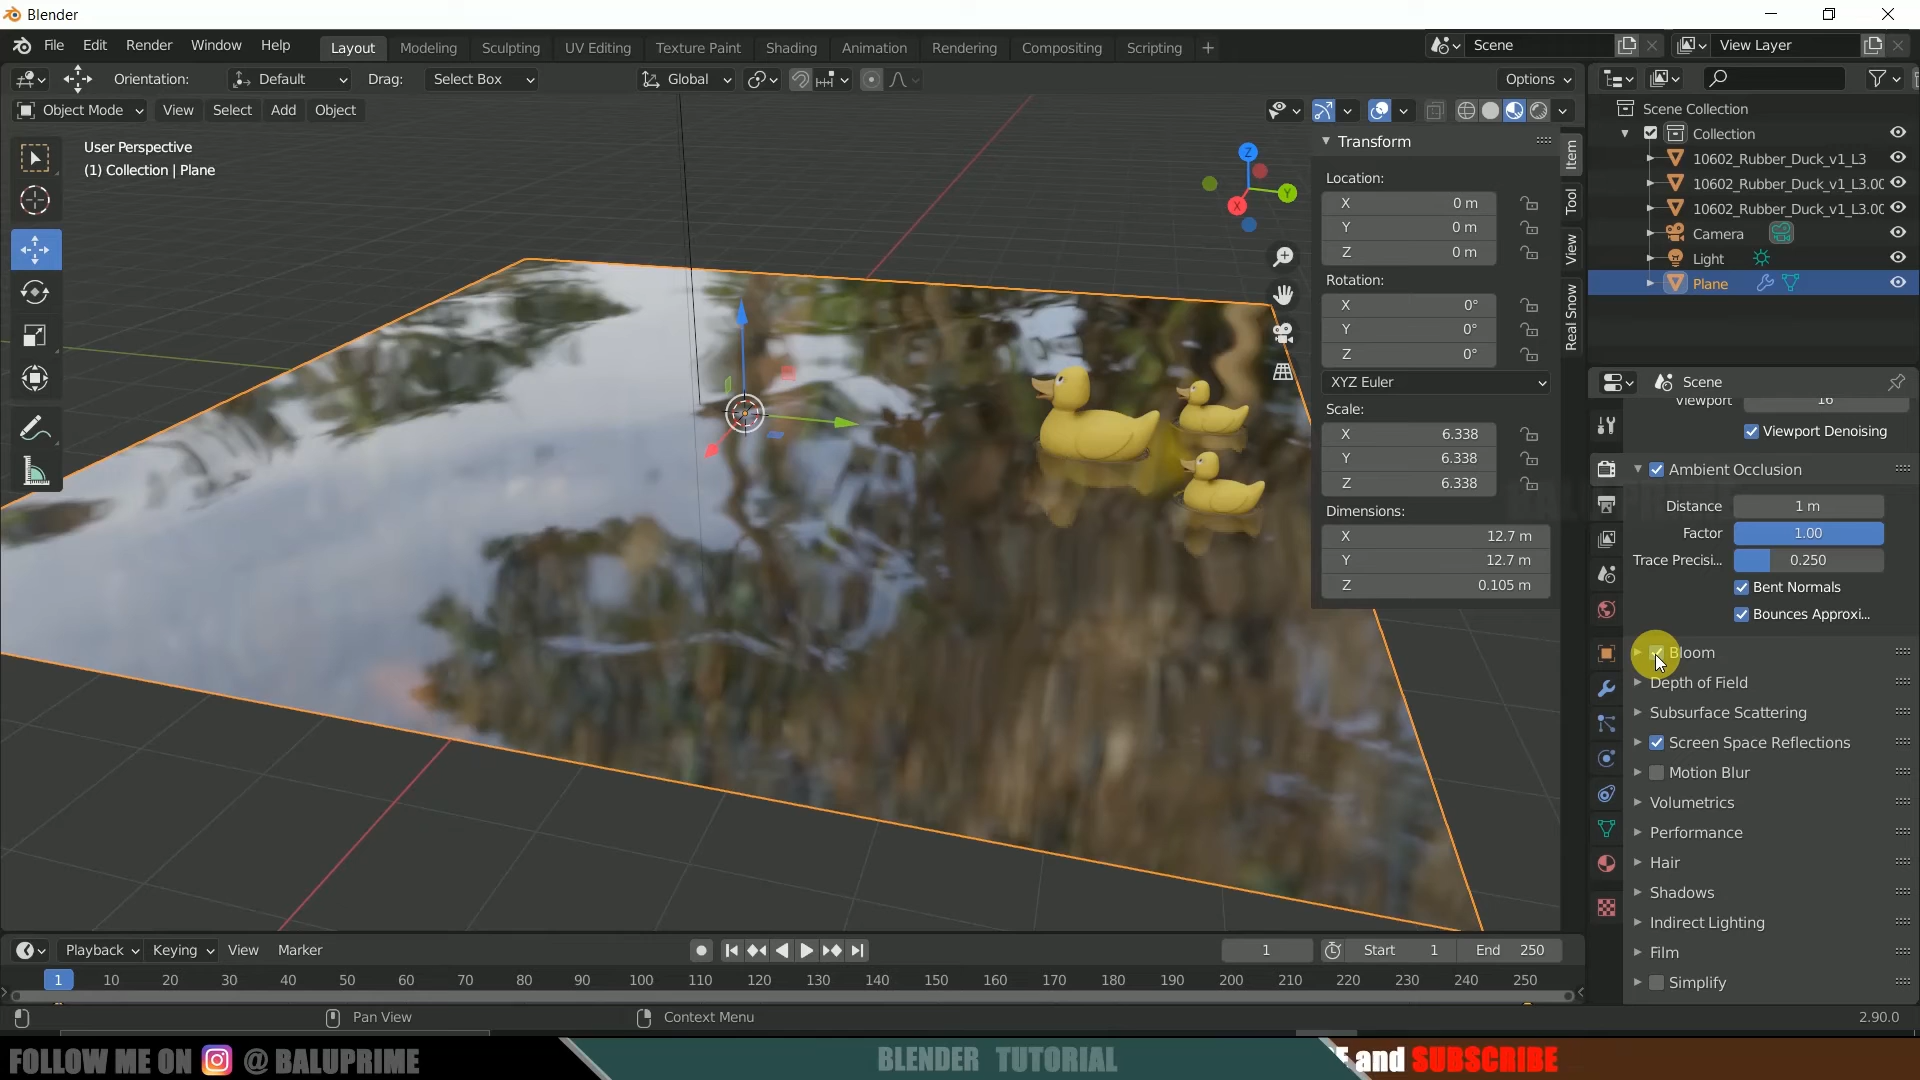 Blender
File Edit Render Window Help Layout Modeling Sculpting UV Editing Texture Paint Shading Animation Rendering Compositing Scripting + Scene View Layer
Orientation: Default Drag: Select Box Global Options
Object Mode View Select Add Object
User Perspective
(1) Collection | Plane
Transform
Location:
X 0 m
Y 0 m
Z 0 m
Rotation:
X 0°
Y 0°
Z 0°
XYZ Euler
Scale:
X 6.338
Y 6.338
Z 6.338
Dimensions:
X 12.7 m
Y 12.7 m
Z 0.105 m
Item
Tool
View
Real Snow
Z
Y
X
Scene Collection
Collection
10602_Rubber_Duck_v1_L3
10602_Rubber_Duck_v1_L3.00
10602_Rubber_Duck_v1_L3.00
Camera
Light
Plane
Scene
Viewport 16
Viewport Denoising
Ambient Occlusion
Distance 1 m
Factor 1.00
Trace Precisi... 0.250
Bent Normals
Bounces Approxi...
Bloom
Depth of Field
Subsurface Scattering
Screen Space Reflections
Motion Blur
Volumetrics
Performance
Hair
Shadows
Indirect Lighting
Film
Simplify
Playback Keying View Marker 1 Start 1 End 250
1 10 20 30 40 50 60 70 80 90 100 110 120 130 140 150 160 170 180 190 200 210 220 230 240 250
Pan View Context Menu 2.90.0
FOLLOW ME ON @ BALUPRIME BLENDER TUTORIAL E and SUBSCRIBE